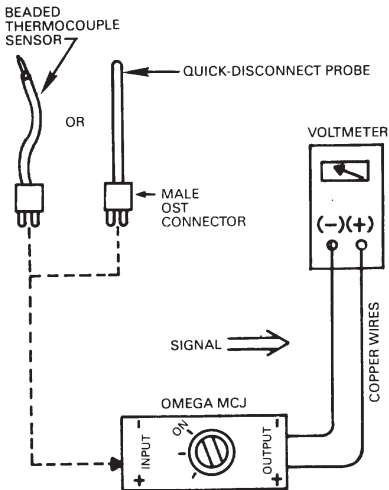 BEADED
THERMOCOUPLE
SENSOR
OR
QUICK-DISCONNECT PROBE
MALE
OST
CONNECTOR
VOLTMETER
(-) (+)
SIGNAL
COPPER WIRES
OMEGA MCJ
- INPUT +
ON
- OUTPUT +